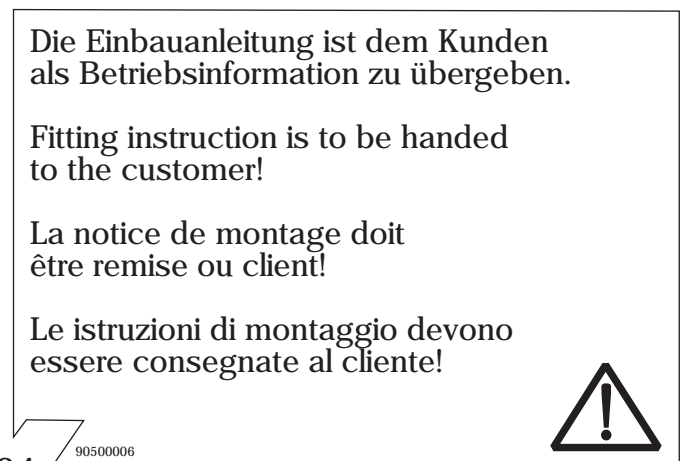 Die Einbauanleitung ist dem Kunden
als Betriebsinformation zu übergeben.
Fitting instruction is to be handed
to the customer!
La notice de montage doit
être remise ou client!
Le istruzioni di montaggio devono
essere consegnate al cliente!
90500006